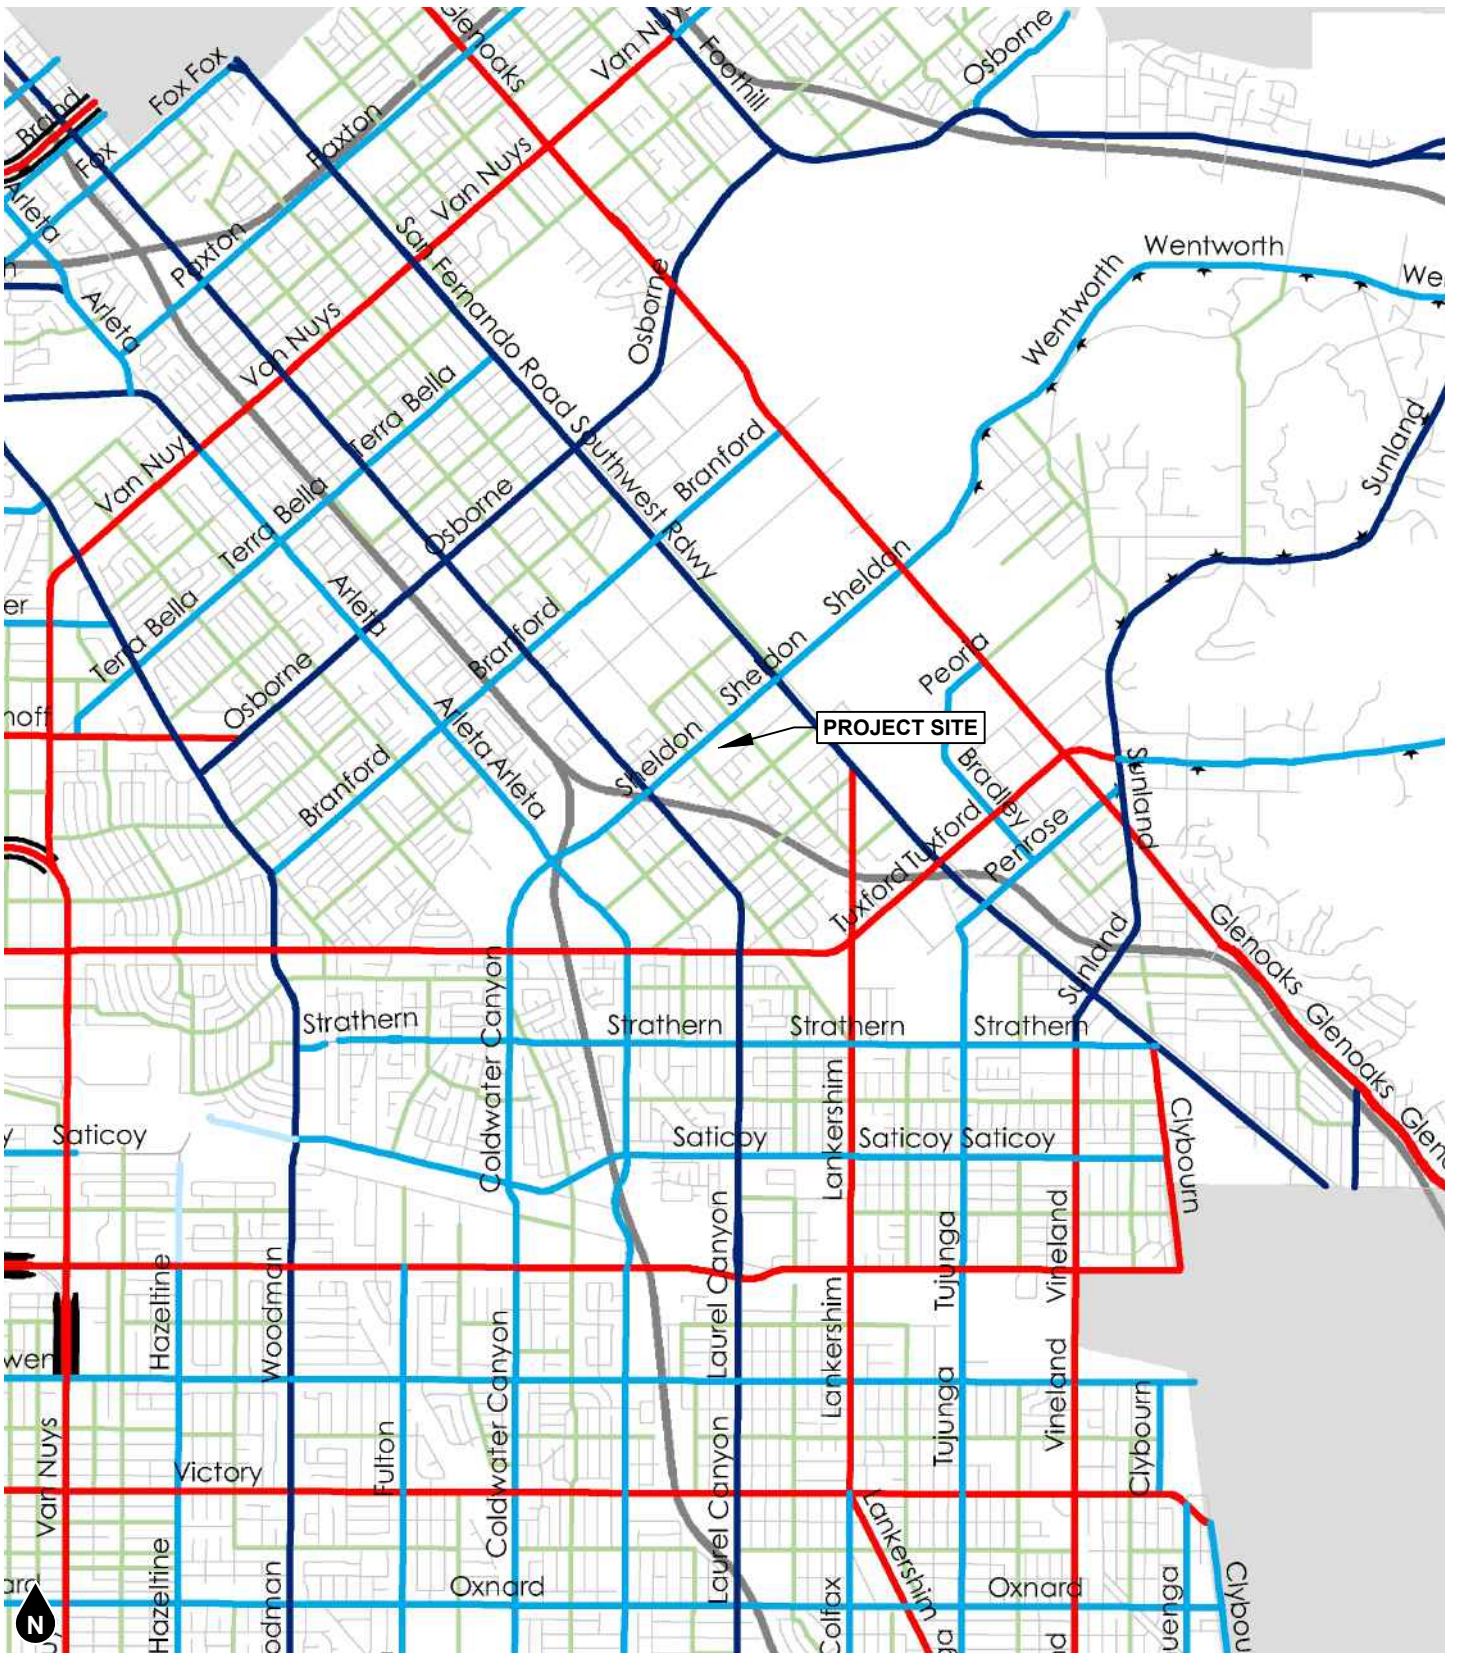 Glenoaks
Van Nuys
Foothill
Osborne
Fox Fox
Brand
Fox
Paxton
Van Nuys
Arleta
Paxton
San Fernando Road Southwest Rdwy
Wentworth
Wentworth
Arleta
Osborne
Van Nuys
Terra Bella
Sunland
Branford
Van Nuys
Osborne
Terra Bella
Sheldon
Arleta
Terra Bella
Branford
Sheldon
Peoria
Osborne
Sheldon
PROJECT SITE
Arleta Arleta
Branford
Bradley
Sunland
Tuxford Tuxford
Penrose
Glenoaks
Sunland
Coldwater Canyon
Strathern
Strathern
Strathern
Strathern
Glenoaks
Lankershim
Clybourn
Saticoy
Saticoy
Saticoy Saticoy
Laurel Canyon
Tujunga
Vineland
Hazeltine
Woodman
Lankershim
Coldwater Canyon
Tujunga
Vineland
Clybourn
Van Nuys
Victory
Fulton
Laurel Canyon
Lankershim
Hazeltine
Oxnard
Oxnard
Colfax
N